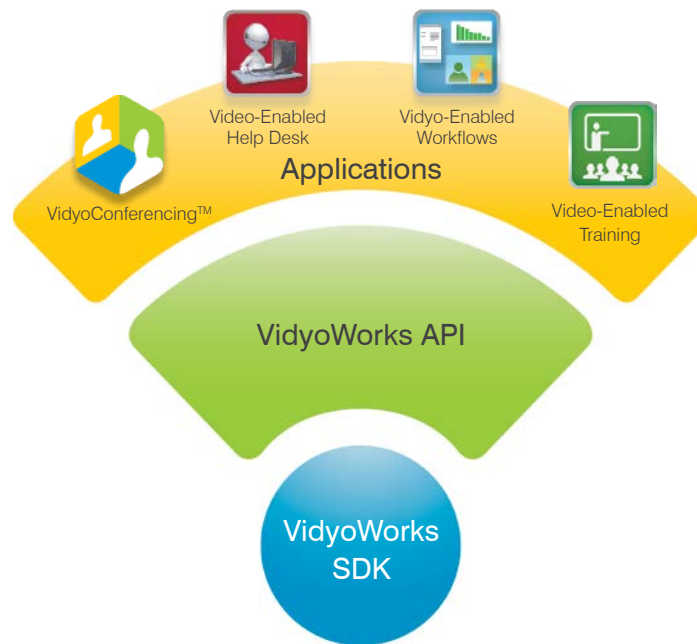 Video-Enabled
Help Desk
Vidyo-Enabled
Workflows
Applications
VidyoConferencing™
Video-Enabled
Training
VidyoWorks API
VidyoWorks
SDK